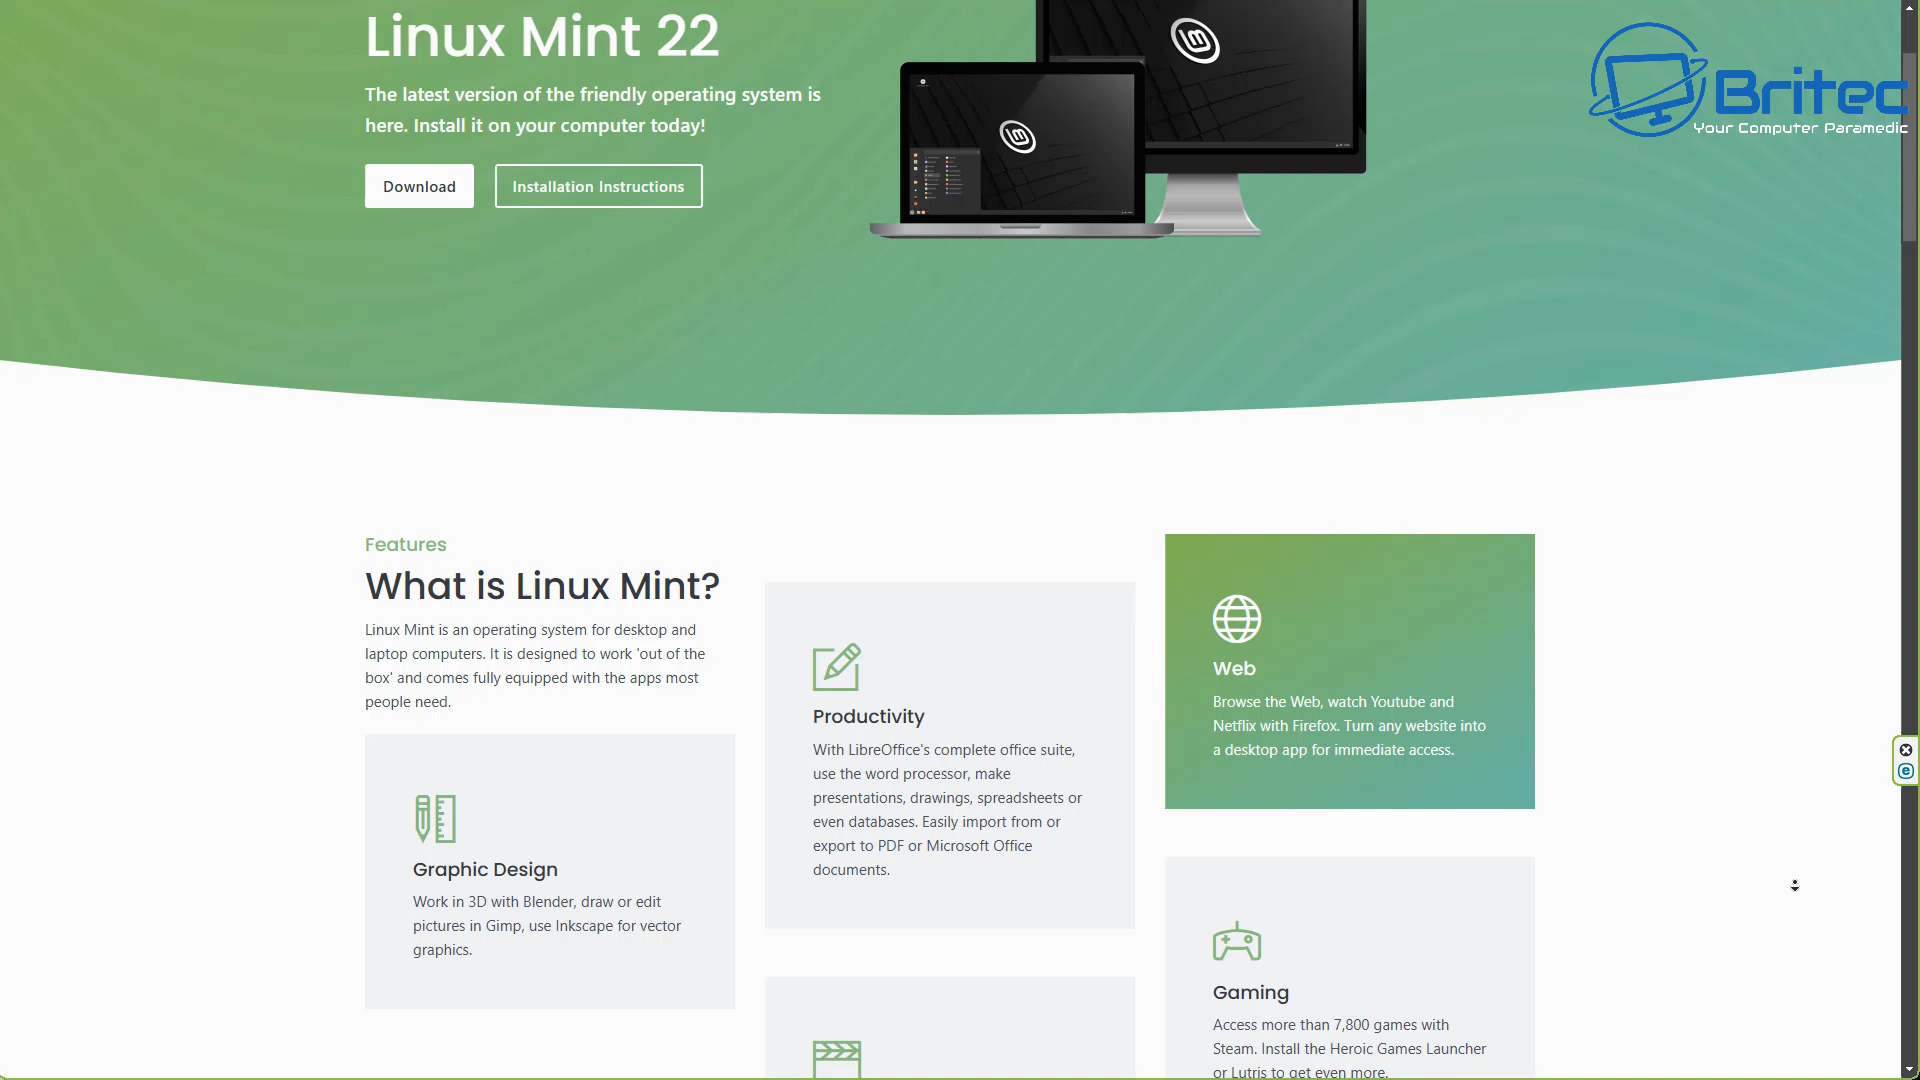 Linux Mint 22
The latest version of the friendly operating system is
here. Install it on your computer today!
Download
Installation Instructions
Britec
Your Computer Paramedic
Features
What is Linux Mint?
Linux Mint is an operating system for desktop and
laptop computers. It is designed to work 'out of the
box' and comes fully equipped with the apps most
people need.
Graphic Design
Work in 3D with Blender, draw or edit
pictures in Gimp, use Inkscape for vector
graphics.
Productivity
With LibreOffice's complete office suite,
use the word processor, make
presentations, drawings, spreadsheets or
even databases. Easily import from or
export to PDF or Microsoft Office
documents.
Web
Browse the Web, watch Youtube and
Netflix with Firefox. Turn any website into
a desktop app for immediate access.
Gaming
Access more than 7,800 games with
Steam. Install the Heroic Games Launcher
or Lutris to get even more.